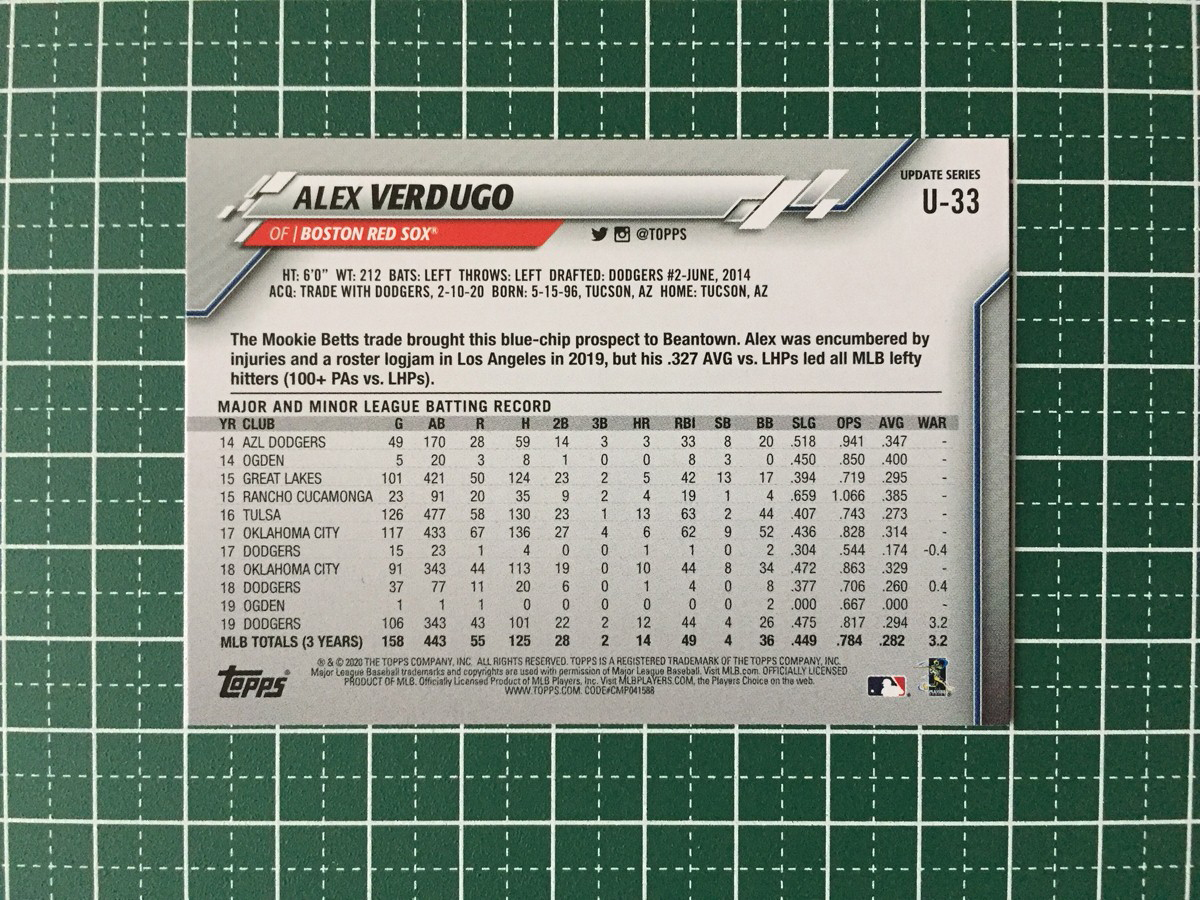 UPDATE SERIES
U-33
ALEX VERDUGO
OF | BOSTON RED SOX®
@TOPPS
HT: 6'0" WT: 212 BATS: LEFT THROWS: LEFT DRAFTED: DODGERS #2-JUNE, 2014
ACQ: TRADE WITH DODGERS, 2-10-20 BORN: 5-15-96, TUCSON, AZ HOME: TUCSON, AZ
The Mookie Betts trade brought this blue-chip prospect to Beantown. Alex was encumbered by
injuries and a roster logjam in Los Angeles in 2019, but his .327 AVG vs. LHPs led all MLB lefty
hitters (100+ PAs vs. LHPs).
MAJOR AND MINOR LEAGUE BATTING RECORD
YR CLUB G AB R H 2B 3B HR RBI SB BB SLG OPS AVG WAR
14 AZL DODGERS 49 170 28 59 14 3 3 33 8 20 .518 .941 .347 -
14 OGDEN 5 20 3 8 1 0 0 8 3 0 .450 .850 .400 -
15 GREAT LAKES 101 421 50 124 23 2 5 42 13 17 .394 .719 .295 -
15 RANCHO CUCAMONGA 23 91 20 35 9 2 4 19 1 4 .659 1.066 .385 -
16 TULSA 126 477 58 130 23 1 13 63 2 44 .407 .743 .273 -
17 OKLAHOMA CITY 117 433 67 136 27 4 6 62 9 52 .436 .828 .314 -
17 DODGERS 15 23 1 4 0 0 1 1 0 2 .304 .544 .174 -0.4
18 OKLAHOMA CITY 91 343 44 113 19 0 10 44 8 34 .472 .863 .329 -
18 DODGERS 37 77 11 20 6 0 1 4 0 8 .377 .706 .260 0.4
19 OGDEN 1 1 1 0 0 0 0 0 0 2 .000 .667 .000 -
19 DODGERS 106 343 43 101 22 2 12 44 4 26 .475 .817 .294 3.2
MLB TOTALS (3 YEARS) 158 443 55 125 28 2 14 49 4 36 .449 .784 .282 3.2
® & © 2020 THE TOPPS COMPANY, INC. ALL RIGHTS RESERVED. TOPPS IS A REGISTERED TRADEMARK OF THE TOPPS COMPANY, INC.
Major League Baseball trademarks and copyrights are used with permission of Major League Baseball. Visit MLB.com. OFFICIALLY LICENSED
PRODUCT OF MLB. Officially Licensed Product of MLB Players, Inc. Visit MLBPLAYERS.COM, the Players Choice on the web.
WWW.TOPPS.COM. CODE#CMP041588
Topps®